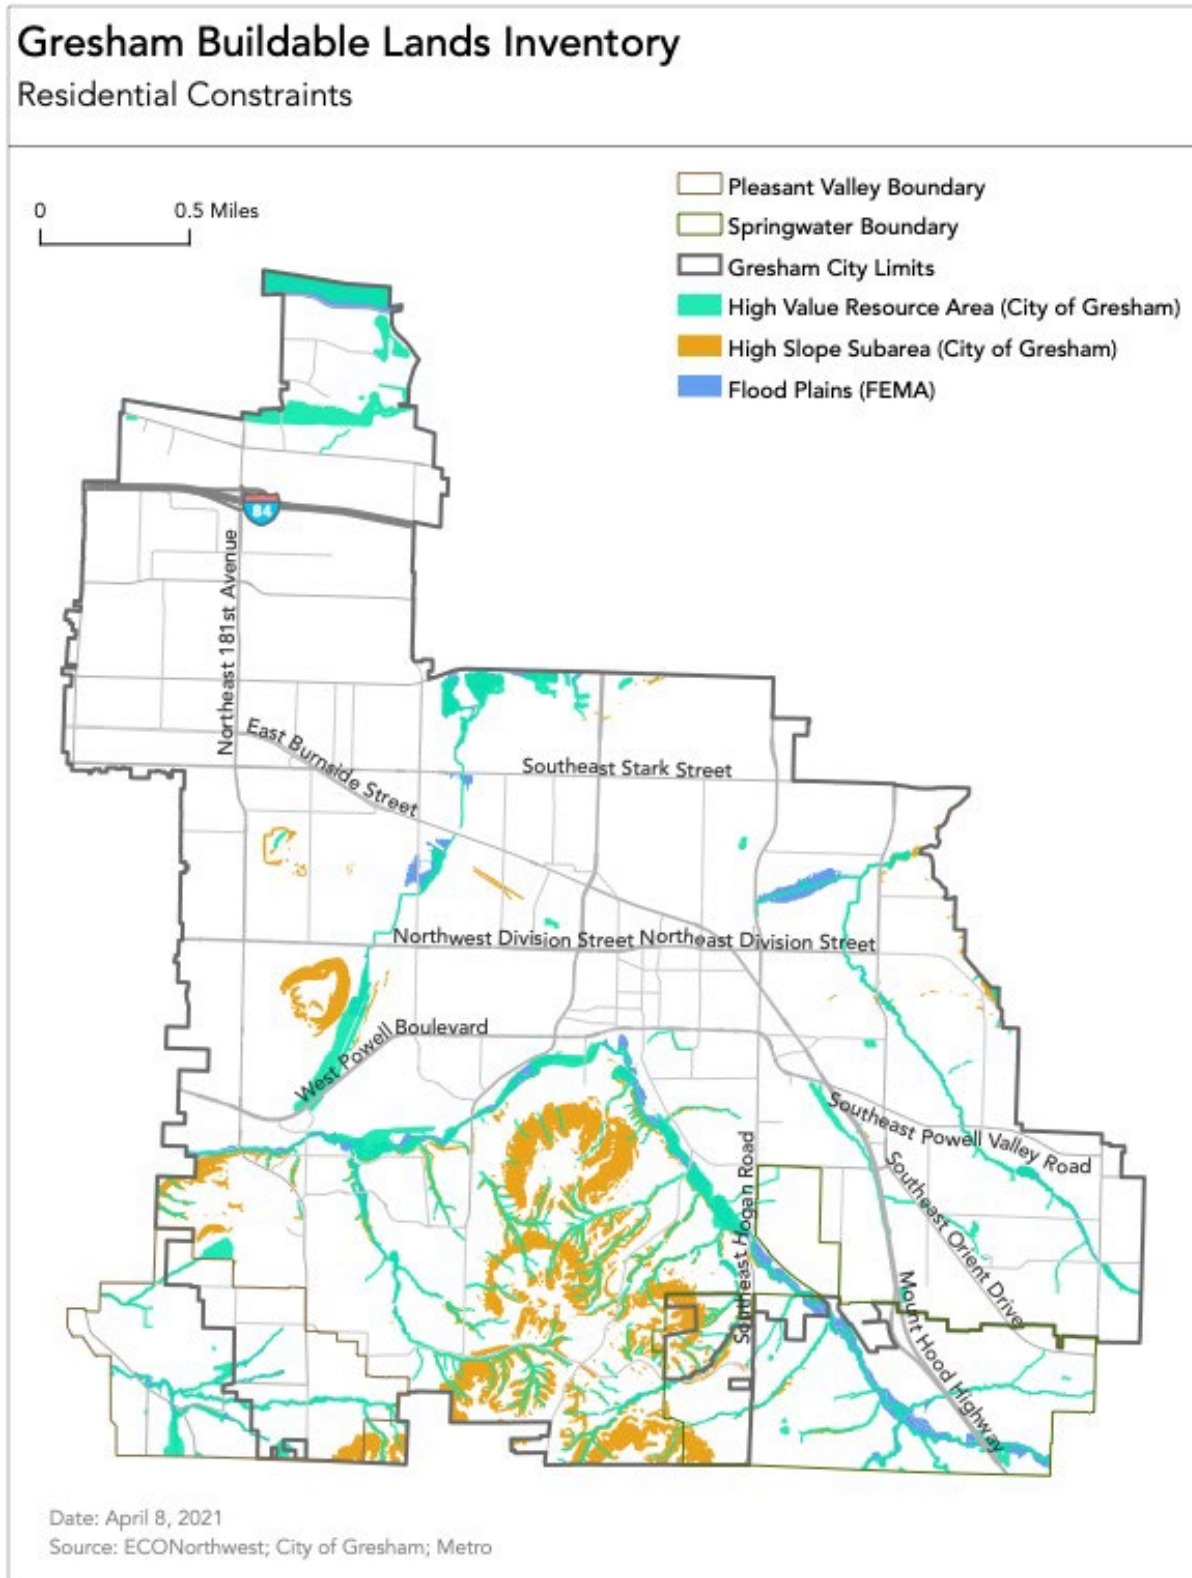 Gresham Buildable Lands Inventory
Residential Constraints
0 0.5 Miles
Pleasant Valley Boundary
Springwater Boundary
Gresham City Limits
High Value Resource Area (City of Gresham)
High Slope Subarea (City of Gresham)
Flood Plains (FEMA)
84
Northeast 181st Avenue
East Burnside Street
Southeast Stark Street
Northwest Division Street
Northeast Division Street
West Powell Boulevard
Southeast Powell Valley Road
Southeast Hogan Road
Southeast Orient Drive
Mount Hood Highway
Date: April 8, 2021
Source: ECONorthwest; City of Gresham; Metro